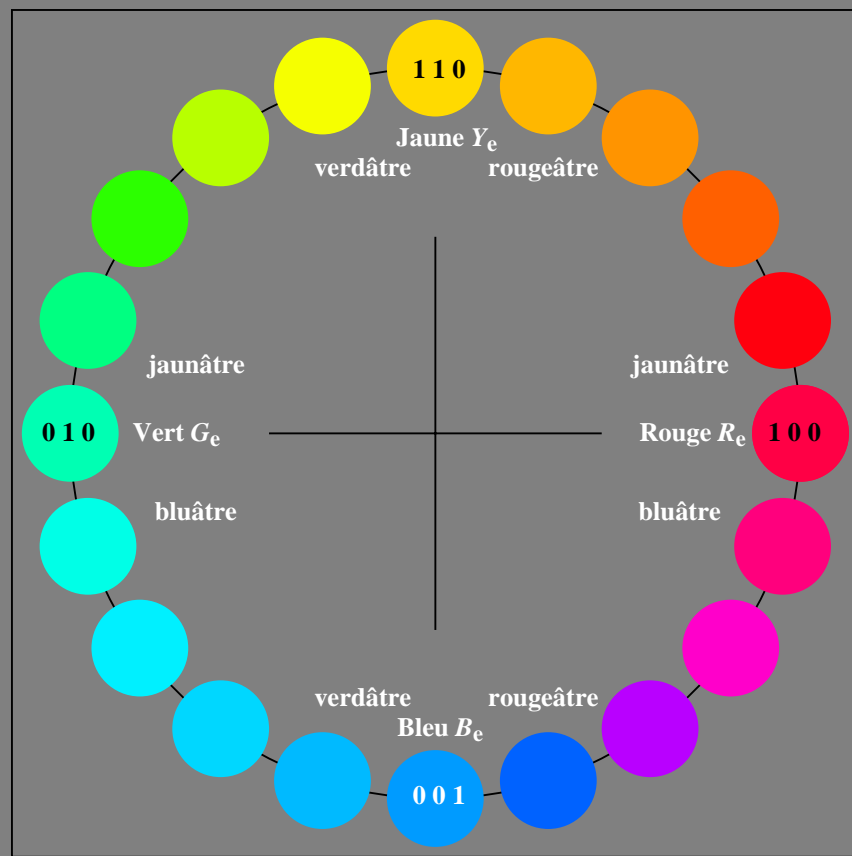 1 1 0
Jaune Yₑ
verdâtre rougeâtre
jaunâtre jaunâtre
0 1 0 Vert Gₑ Rouge Rₑ 1 0 0
bluâtre bluâtre
verdâtre rougeâtre
Bleu Bₑ
0 0 1